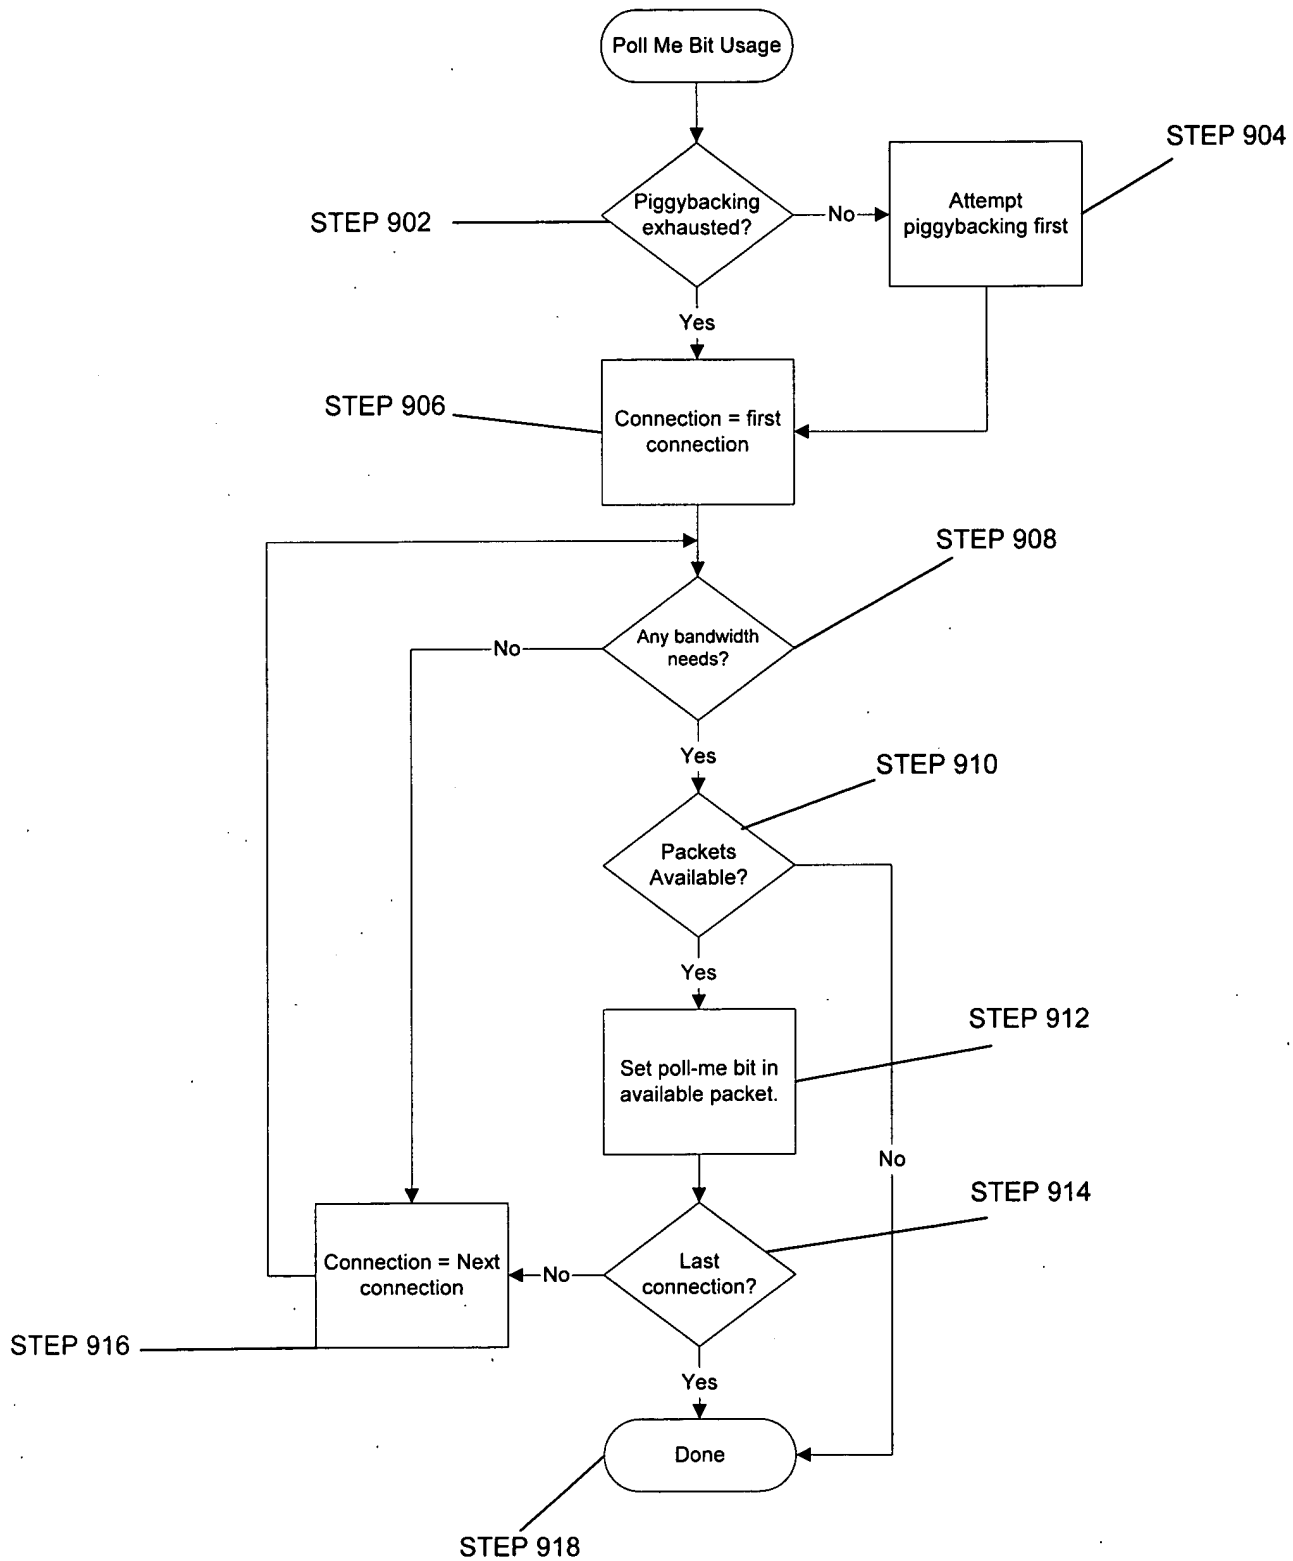 Poll Me Bit Usage
STEP 904
Piggybacking
exhausted?
No
Attempt
piggybacking first
STEP 902
Yes
STEP 906
Connection = first
connection
STEP 908
Any bandwidth
needs?
No
Yes
STEP 910
Packets
Available?
Yes
STEP 912
Set poll-me bit in
available packet.
No
STEP 914
Connection = Next
connection
No
Last
connection?
STEP 916
Yes
Done
STEP 918